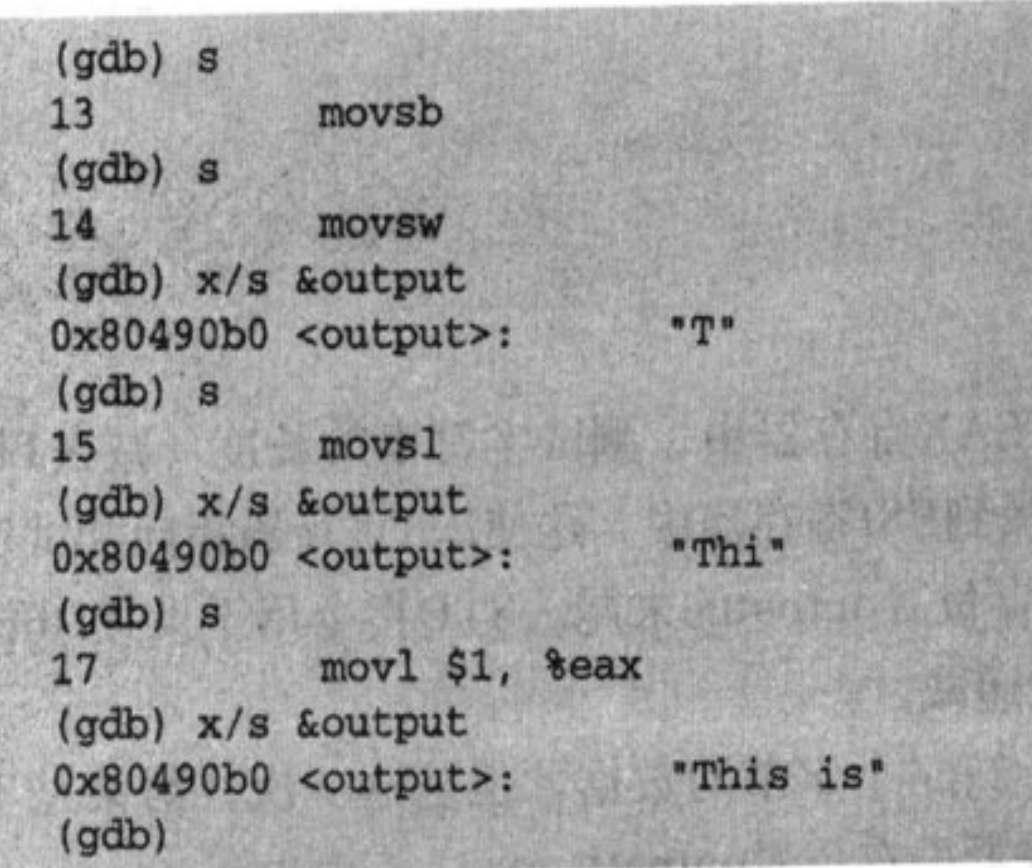 (gdb) s
13 movsb
(gdb) s
14 movsw
(gdb) x/s &output
0x80490b0 <output>: "T"
(gdb) s
15 movsl
(gdb) x/s &output
0x80490b0 <output>: "Thi"
(gdb) s
17 movl $1, %eax
(gdb) x/s &output
0x80490b0 <output>: "This is"
(gdb)